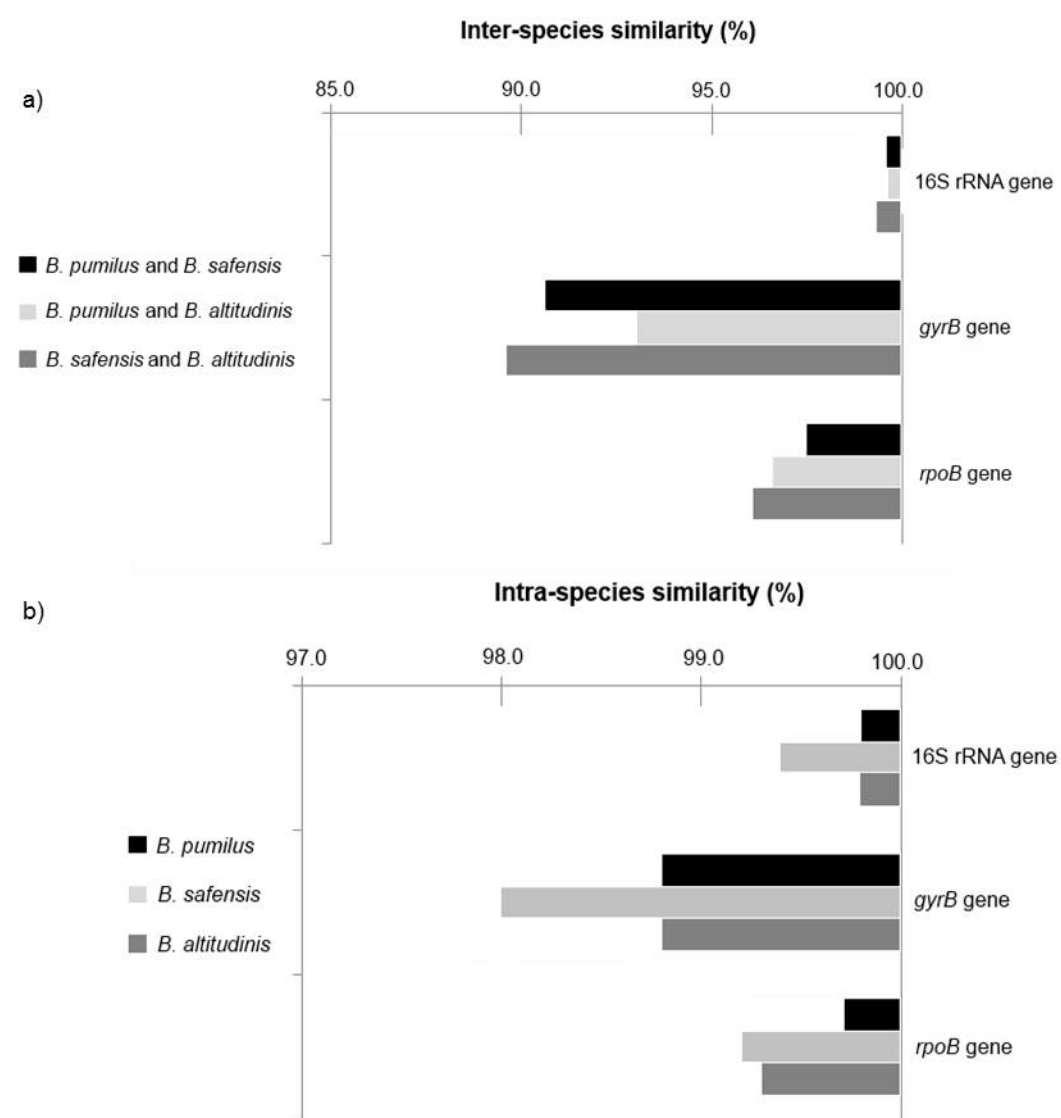 Inter-species similarity (%)
a)
85.0 90.0 95.0 100.0
16S rRNA gene
B. pumilus and B. safensis
B. pumilus and B. altitudinis
B. safensis and B. altitudinis
gyrB gene
rpoB gene
Intra-species similarity (%)
b)
97.0 98.0 99.0 100.0
16S rRNA gene
B. pumilus
B. safensis
B. altitudinis
gyrB gene
rpoB gene